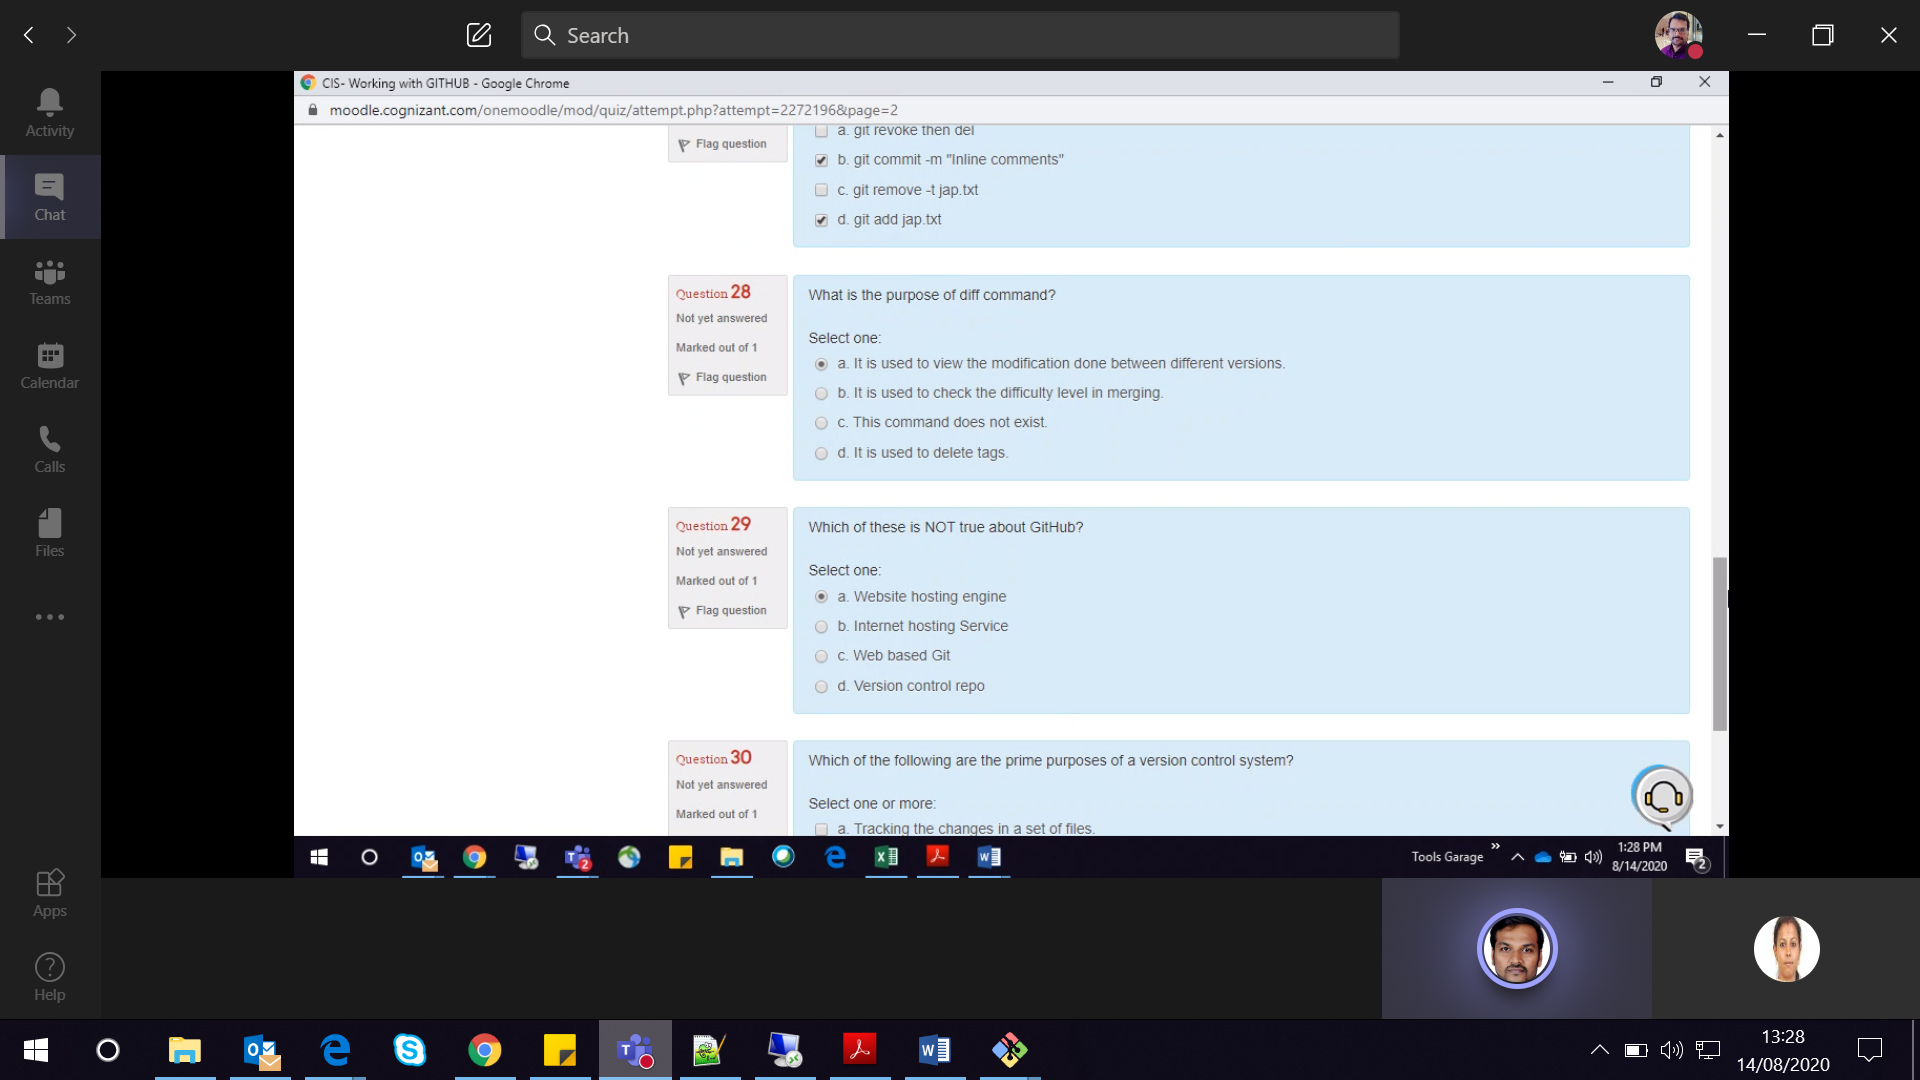 Search
Activity
Chat
Teams
Calendar
Calls
Files
Apps
Help
CIS- Working with GITHUB - Google Chrome
moodle.cognizant.com/onemoodle/mod/quiz/attempt.php?attempt=2272196&page=2
Flag question
a. git revoke then del
b. git commit -m "Inline comments"
c. git remove -t jap.txt
d. git add jap.txt
Question 28
Not yet answered
Marked out of 1
Flag question
What is the purpose of diff command?
Select one:
a. It is used to view the modification done between different versions.
b. It is used to check the difficulty level in merging.
c. This command does not exist.
d. It is used to delete tags.
Question 29
Not yet answered
Marked out of 1
Flag question
Which of these is NOT true about GitHub?
Select one:
a. Website hosting engine
b. Internet hosting Service
c. Web based Git
d. Version control repo
Question 30
Not yet answered
Marked out of 1
Which of the following are the prime purposes of a version control system?
Select one or more:
a. Tracking the changes in a set of files.
Tools Garage
1:28 PM
8/14/2020
2
13:28
14/08/2020